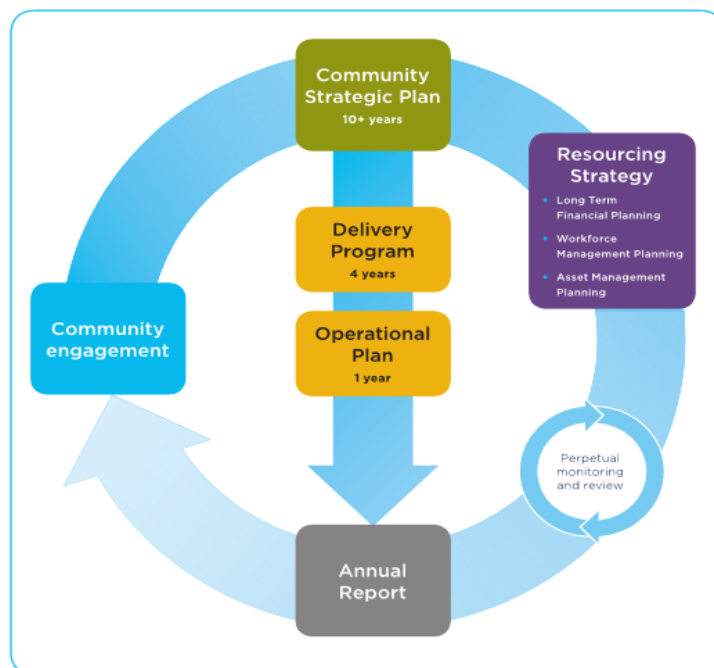 Community
Strategic Plan
10+ years
Resourcing
Strategy
• Long Term
Financial Planning
• Workforce
Management Planning
• Asset Management
Planning
Delivery
Program
4 years
Community
engagement
Operational
Plan
1 year
Perpetual
monitoring
and review
Annual
Report